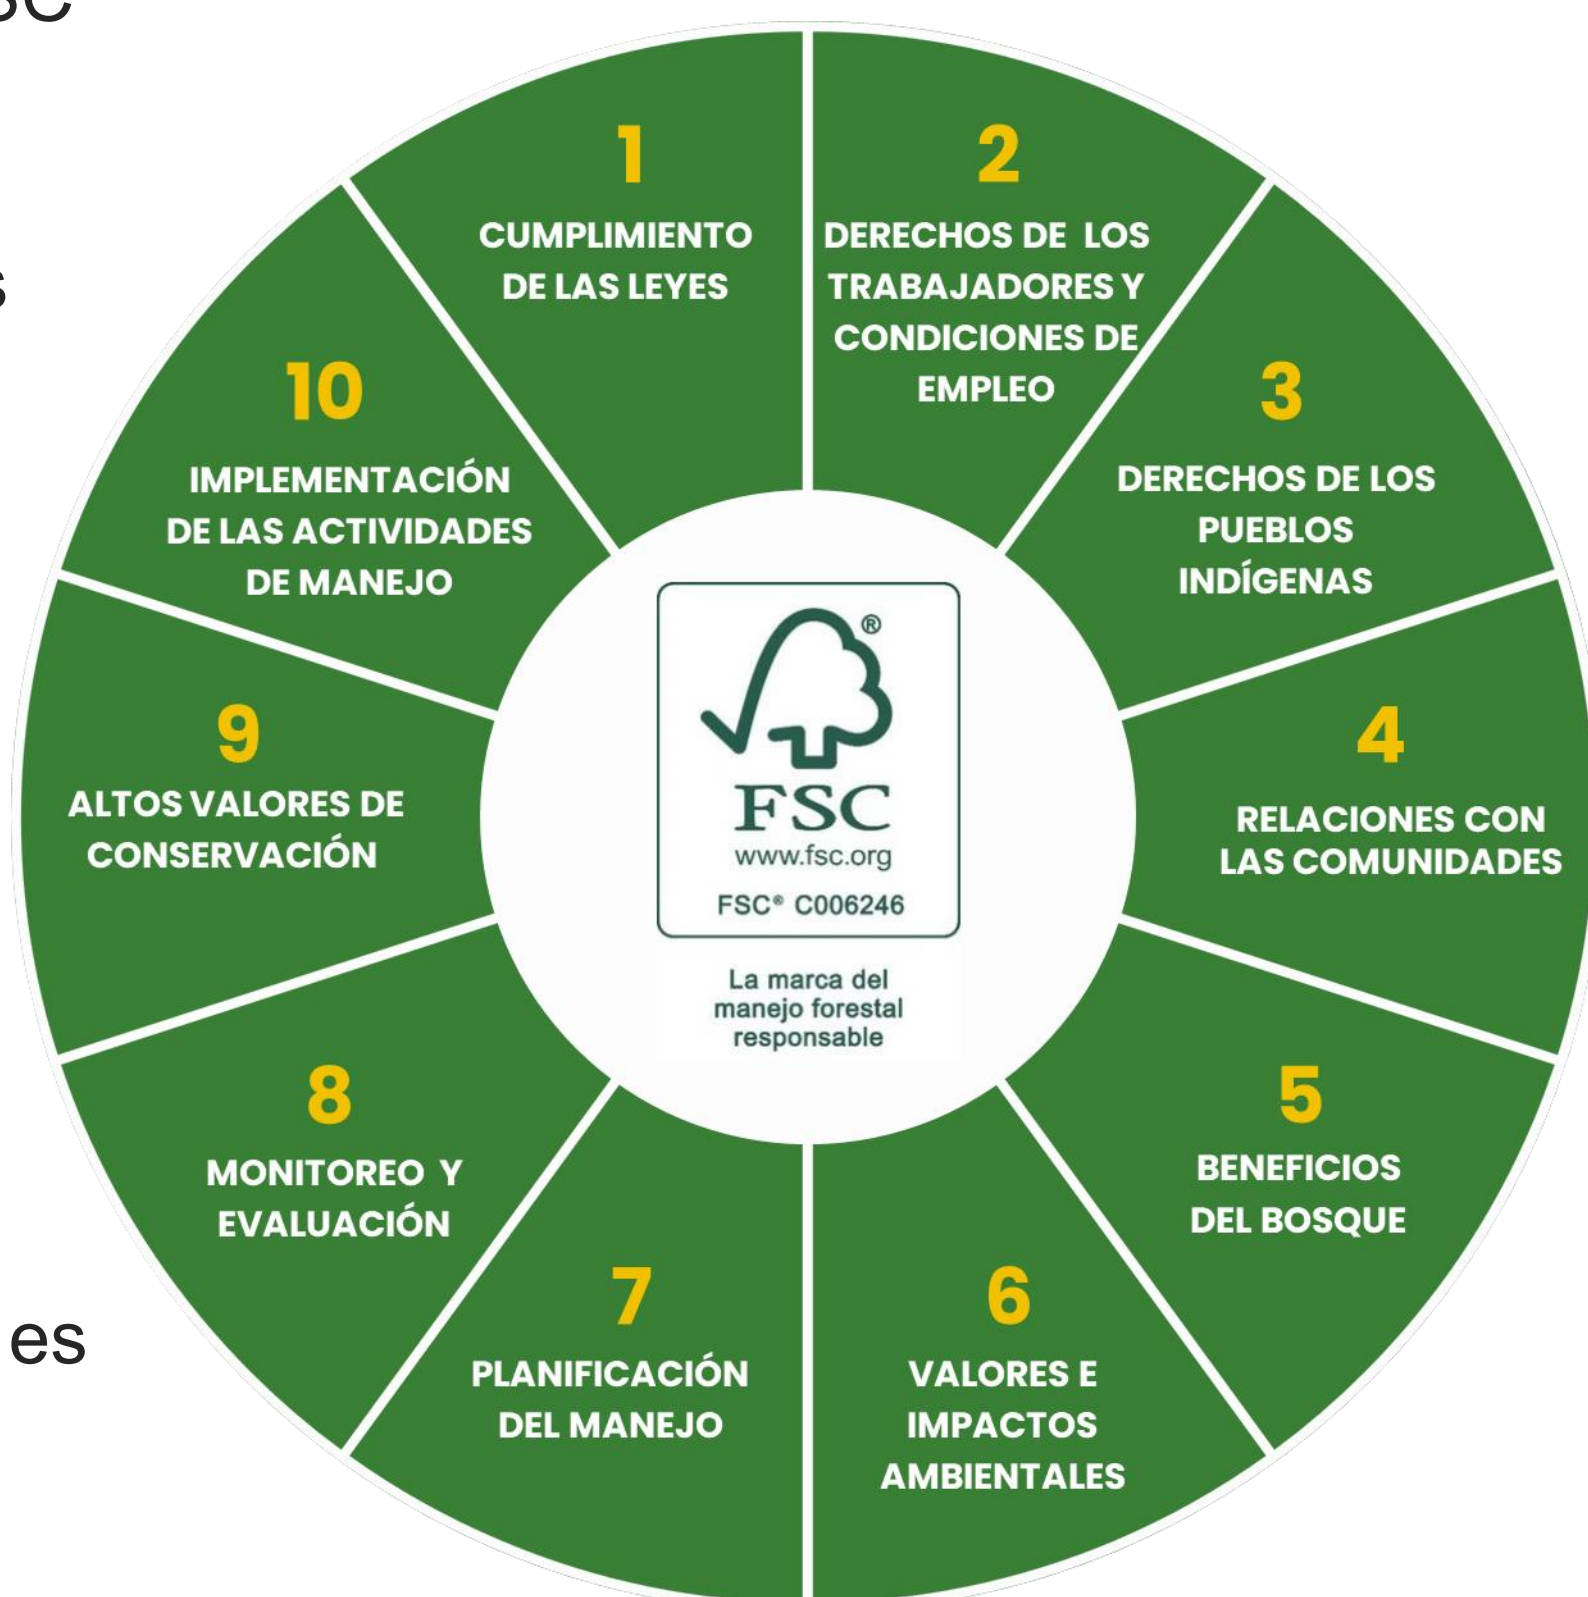 SC
s
es
1
CUMPLIMIENTO
DE LAS LEYES
2
DERECHOS DE LOS
TRABAJADORES Y
CONDICIONES DE
EMPLEO
3
DERECHOS DE LOS
PUEBLOS
INDÍGENAS
4
RELACIONES CON
LAS COMUNIDADES
5
BENEFICIOS
DEL BOSQUE
6
VALORES E
IMPACTOS
AMBIENTALES
7
PLANIFICACIÓN
DEL MANEJO
8
MONITOREO Y
EVALUACIÓN
9
ALTOS VALORES DE
CONSERVACIÓN
10
IMPLEMENTACIÓN
DE LAS ACTIVIDADES
DE MANEJO
®
FSC
www.fsc.org
FSC® C006246
La marca del
manejo forestal
responsable